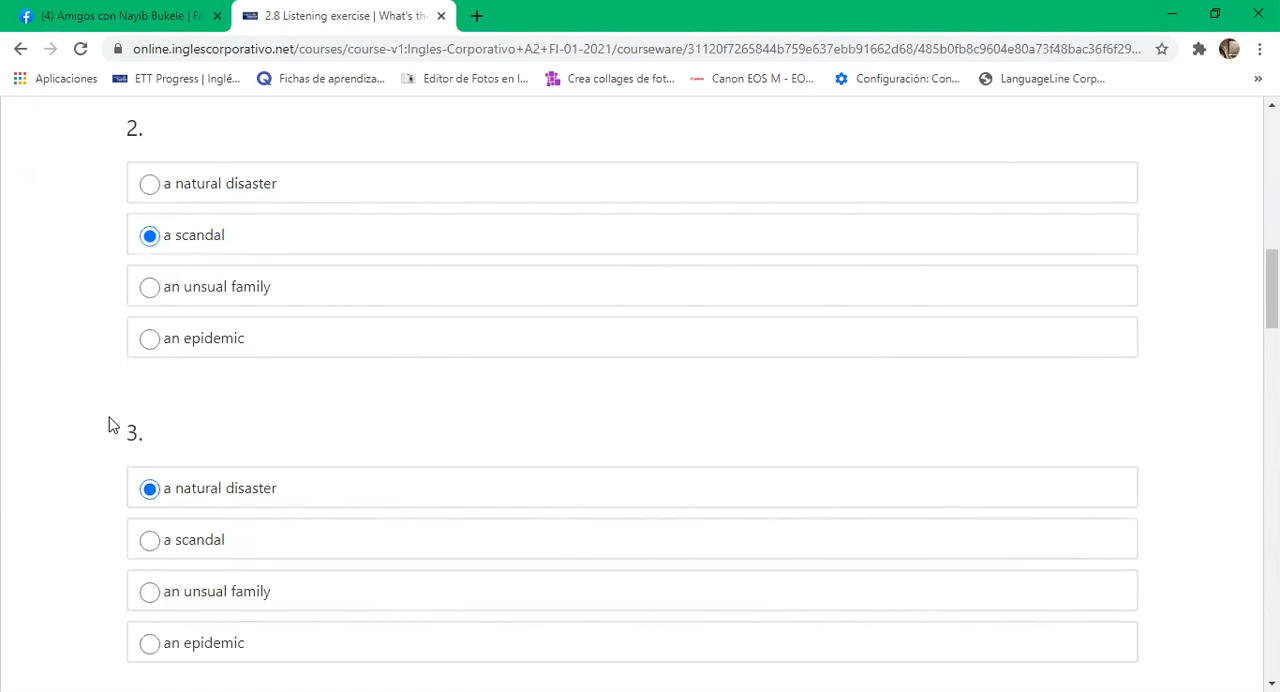 (4) Amigos con Nayib Bukele | Fa
2.8 Listening exercise | What's the
online.inglescorporativo.net/courses/course-v1:Ingles-Corporativo+A2+FI-01-2021/courseware/31120f7265844b759e637ebb91662d68/485b0fb8c9604e80a73f48bac36f6f29...
Aplicaciones
ETT Progress | Inglé...
Fichas de aprendiza...
Editor de Fotos en l...
Crea collages de fot...
Canon EOS M - EO...
Configuración: Con...
LanguageLine Corp...
»
2.
a natural disaster
a scandal
an unsual family
an epidemic
3.
a natural disaster
a scandal
an unsual family
an epidemic